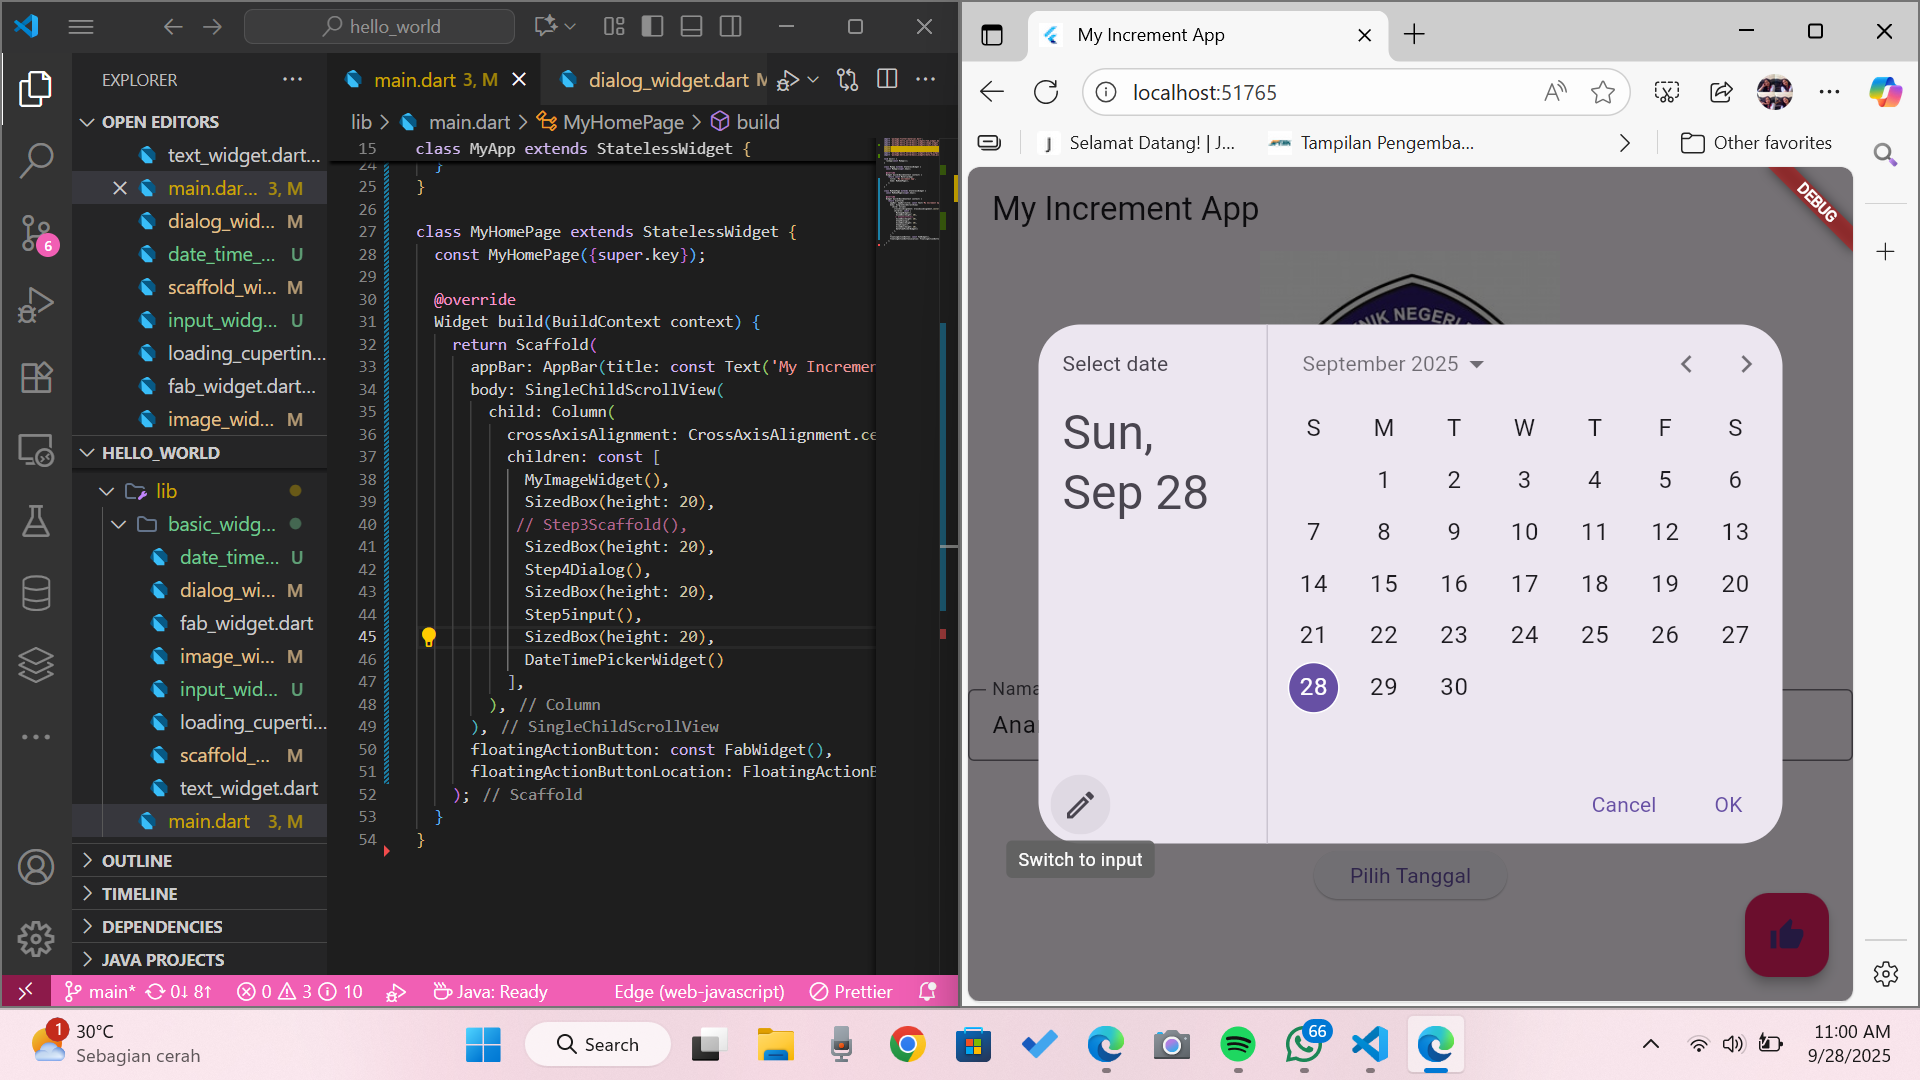 hello_world
EXPLORER
main.dart 3, M
dialog_widget.dart M
OPEN EDITORS
text_widget.dart...
main.dar... 3, M
dialog_wid... M
date_time_... U
scaffold_wi... M
input_widg... U
loading_cupertin...
fab_widget.dart...
image_wid... M
HELLO_WORLD
lib
basic_widg...
date_time... U
dialog_wi... M
fab_widget.dart
image_wi... M
input_wid... U
loading_cuperti...
scaffold_... M
text_widget.dart
main.dart 3, M
OUTLINE
TIMELINE
DEPENDENCIES
JAVA PROJECTS
6
lib > main.dart > MyHomePage > build
15 class MyApp extends StatelessWidget {
24 }
25 }
26
27 class MyHomePage extends StatelessWidget {
28 const MyHomePage({super.key});
29
30 @override
31 Widget build(BuildContext context) {
32 return Scaffold(
33 appBar: AppBar(title: const Text('My Incremen
34 body: SingleChildScrollView(
35 child: Column(
36 crossAxisAlignment: CrossAxisAlignment.ce
37 children: const [
38 MyImageWidget(),
39 SizedBox(height: 20),
40 // Step3Scaffold(),
41 SizedBox(height: 20),
42 Step4Dialog(),
43 SizedBox(height: 20),
44 Step5input(),
45 SizedBox(height: 20),
46 DateTimePickerWidget()
47 ],
48 ), // Column
49 ), // SingleChildScrollView
50 floatingActionButton: const FabWidget(),
51 floatingActionButtonLocation: FloatingActionB
52 ); // Scaffold
53 }
54 }
main* 0↓ 8↑ 0 3 10 Java: Ready Edge (web-javascript) Prettier
My Increment App
localhost:51765
J Selamat Datang! | J...
Tampilan Pengemba...
Other favorites
My Increment App
DEBUG
NIK NEGERI
Select date
Sun,
Sep 28
September 2025
S M T W T F S
1 2 3 4 5 6
7 8 9 10 11 12 13
14 15 16 17 18 19 20
21 22 23 24 25 26 27
28 29 30
Nama
Cancel OK
Switch to input
Pilih Tanggal
1
30°C
Sebagian cerah
Search
66
11:00 AM
9/28/2025